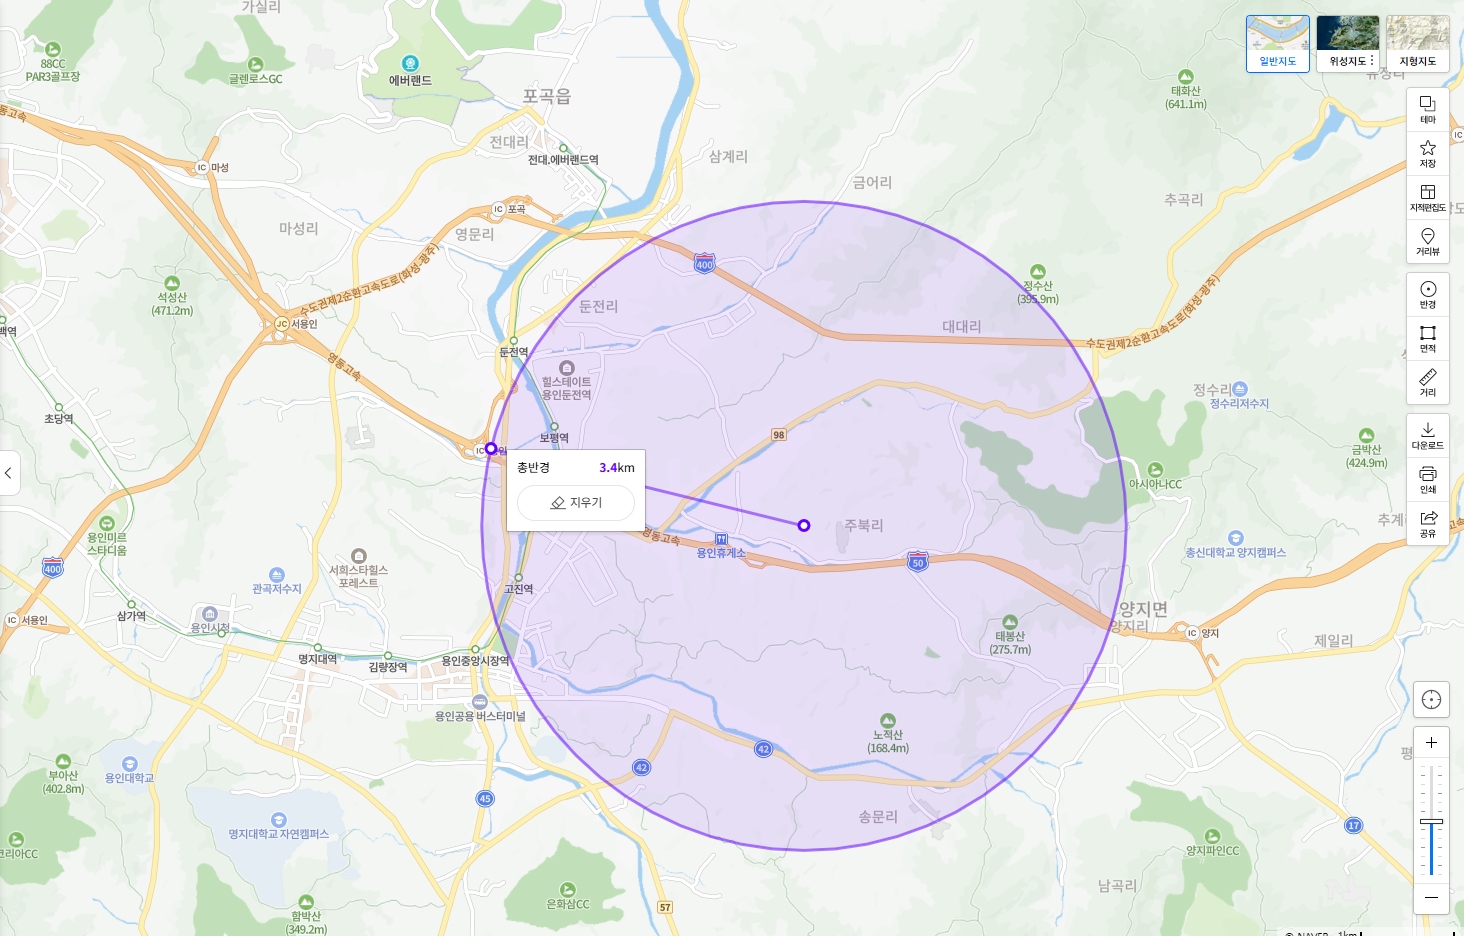 가실리
88CC
PAR3골프장
글렌로스GC
에버랜드
포곡읍
태화산
(641.1m)
일반지도
위성지도
지형지도
테마
저장
지적편집도
거리뷰
반경
면적
거리
다운로드
인쇄
공유
동고속
IC 마성
전대리
전대.에버랜드역
삼계리
금어리
추곡리
IC
IC 포곡
마성리
영문리
수도권제2순환고속도로(화성-광주)
석성산
(471.2m)
JC 서용인
영동고속
백역
400
둔전리
정수산
(395.9m)
대대리
수도권제2순환고속도로(화성-광주)
둔전역
힐스테이트
용인둔전역
정수리
정수리저수지
초당역
보평역
98
IC
금박산
(424.9m)
총반경 3.4km
지우기
아시아나CC
용인미르
스타디움
영동고속
용인휴게소
주북리
50
총신대학교 양지캠퍼스
추계
400
관곡저수지
서희스타힐스
포레스트
고진역
IC 서용인
삼가역
용인시청
태봉산
(275.7m)
양지면
양지리
IC 양지
제일리
명지대역
김량장역
용인중앙시장역
용인공용 버스터미널
노적산
(168.4m)
42
42
부아산
(402.8m)
용인대학교
45
명지대학교 자연캠퍼스
송문리
17
양지파인CC
코리아CC
은화삼CC
남곡리
함박산
(349.2m)
57
© NAVER 1km